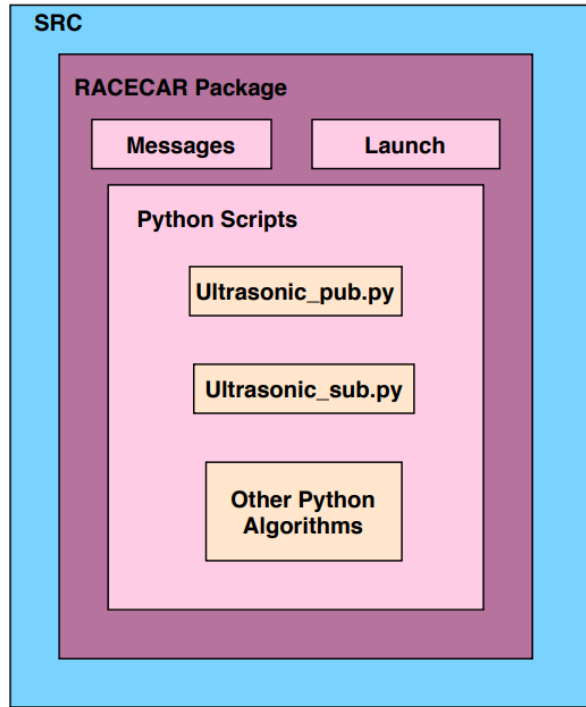 SRC
RACECAR Package
Messages
Launch
Python Scripts
Ultrasonic_pub.py
Ultrasonic_sub.py
Other Python
Algorithms